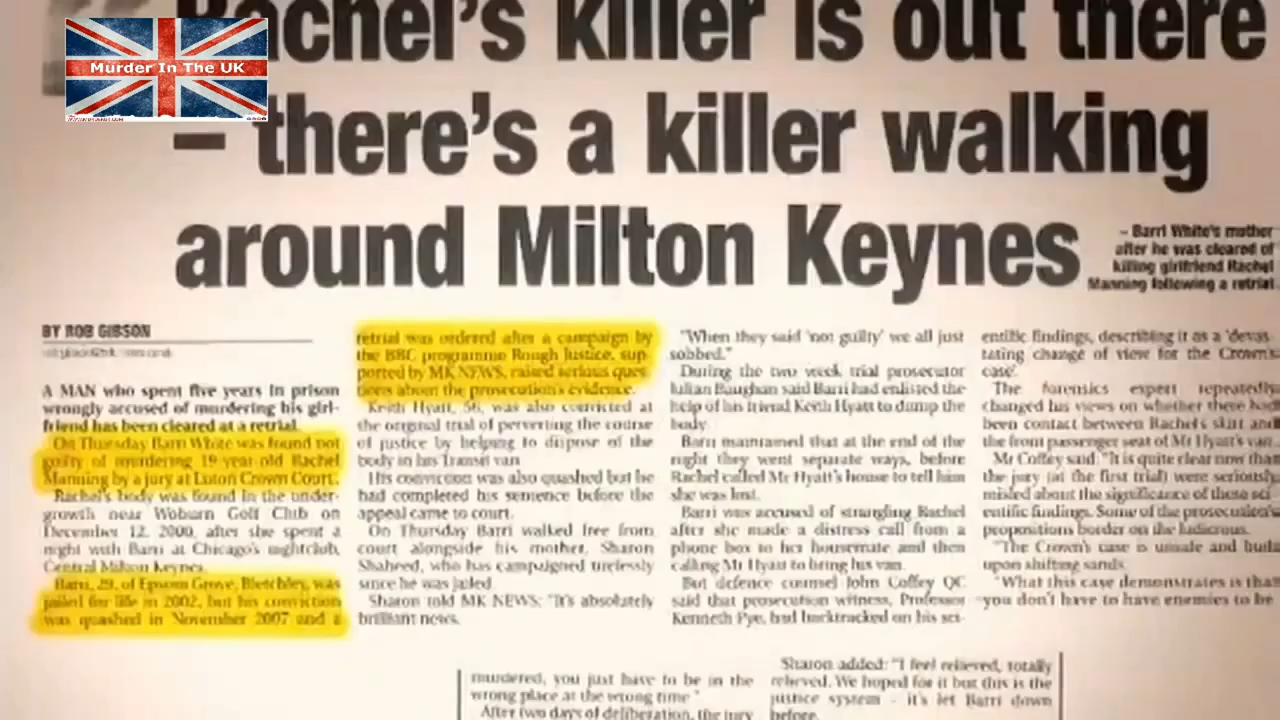 Murder In The UK
Rachel's killer is out there
– there's a killer walking
around Milton Keynes
– Barri White's mother
after he was cleared of
killing girlfriend Rachel
Manning following a retrial
BY ROB GIBSON
A MAN who spent five years in prison
wrongly accused of murdering his girl-
friend has been cleared at a retrial.
On Thursday Barri White was found not
guilty of murdering 19-year-old Rachel
Manning by a jury at Luton Crown Court.
Rachel's body was found in the under-
growth near Woburn Golf Club on
December 12, 2000, after she spent a
night with Barri at Chicago's nightclub,
Central Milton Keynes.
Barri, 29, of Epsom Grove, Bletchley, was
jailed for life in 2002, but his conviction
was quashed in November 2007 and a
retrial was ordered after a campaign by
the BBC programme Rough Justice, sup-
ported by MK NEWS, raised serious ques-
tions about the prosecution's evidence.
Keith Hyatt, 56, was also convicted at
the original trial of perverting the course
of justice by helping to dispose of the
body in his Transit van.
His conviction was also quashed but he
had completed his sentence before the
appeal came to court.
On Thursday Barri walked free from
court alongside his mother, Sharon
Shaheed, who has campaigned tirelessly
since he was jailed.
Sharon told MK NEWS: "It's absolutely
brilliant news.
"When they said 'not guilty' we all just
sobbed."
During the two week trial prosecutor
Julian Baughan said Barri had enlisted the
help of his friend Keith Hyatt to dump the
body.
Barri maintained that at the end of the
night they went separate ways, before
Rachel called Mr Hyatt's house to tell him
she was lost.
Barri was accused of strangling Rachel
after she made a distress call from a
phone box to her housemate and then
calling Mr Hyatt to bring his van.
But defence counsel John Coffey QC
said that prosecution witness, Professor
Kenneth Pye, had backtracked on his sci-
entific findings, describing it as a 'devas-
tating change of view for the Crown's
case'.
The forensics expert repeatedly
changed his views on whether there had
been contact between Rachel's skirt and
the front passenger seat of Mr Hyatt's van.
Mr Coffey said: "It is quite clear now that
the jury (at the first trial) were seriously
misled about the significance of these sci-
entific findings. Some of the prosecution's
propositions border on the ludicrous.
"The Crown's case is unsafe and built
upon shifting sands.
"What this case demonstrates is that
you don't have to have enemies to be
murdered, you just have to be in the
wrong place at the wrong time."
After two days of deliberation, the jury
Sharon added: "I feel relieved, totally
relieved. We hoped for it but this is the
justice system – it's let Barri down
before.